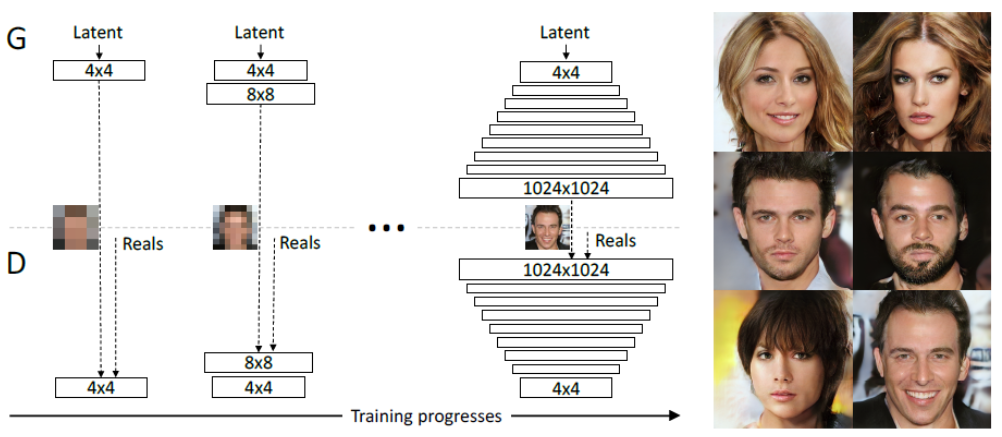 G
Latent
Latent
Latent
4x4
4x4
4x4
8x8
1024x1024
Reals
Reals
...
Reals
D
1024x1024
8x8
4x4
4x4
4x4
Training progresses